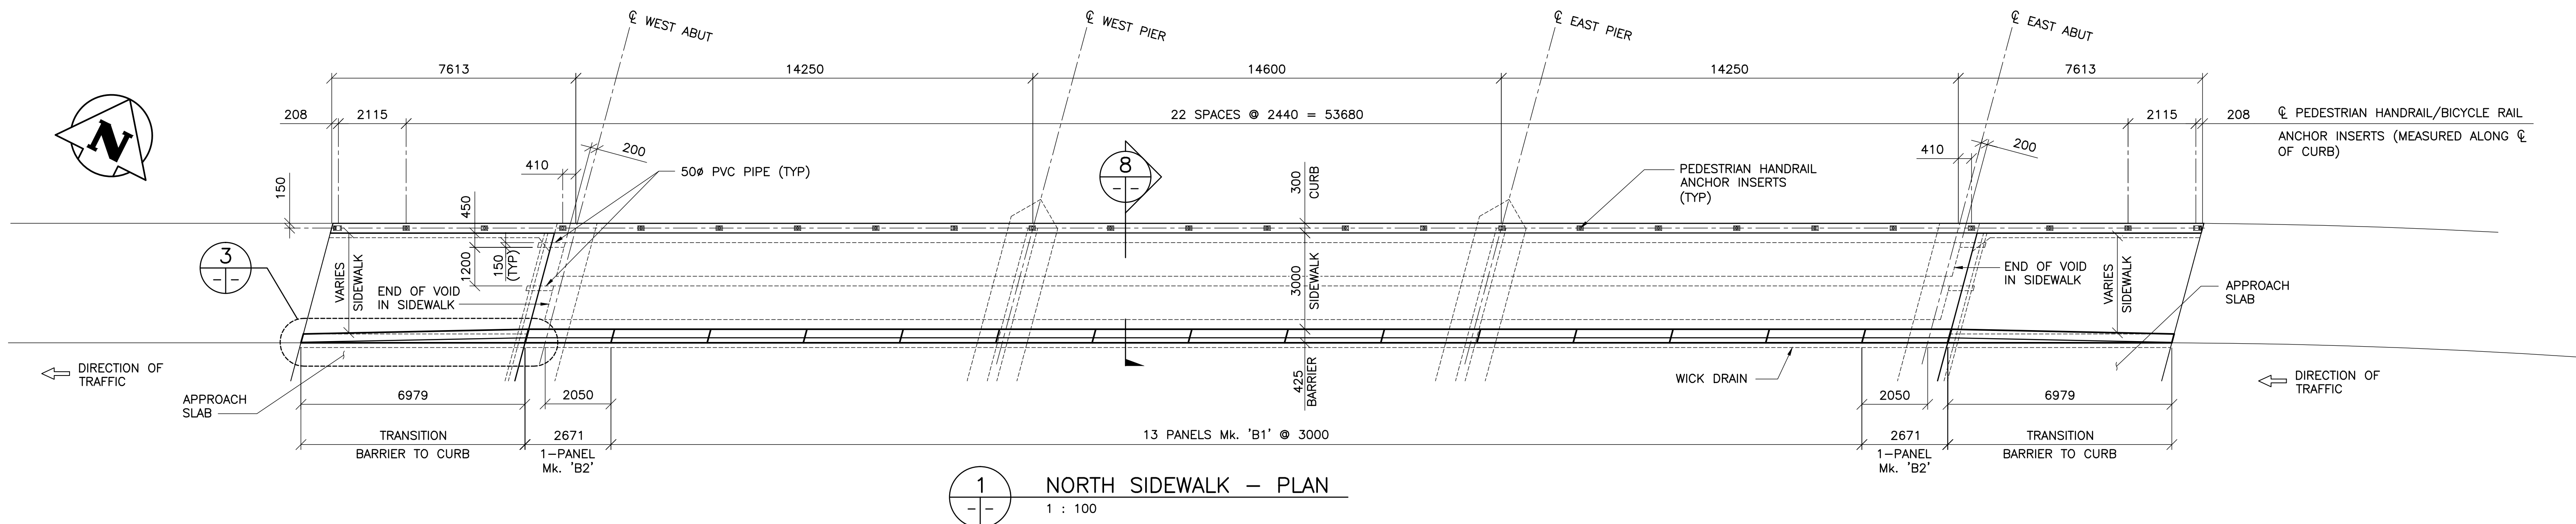 ℄ WEST ABUT
℄ WEST PIER
℄ EAST PIER
℄ EAST ABUT
7613
14250
14600
14250
7613
208
2115
22 SPACES @ 2440 = 53680
2115
208
℄ PEDESTRIAN HANDRAIL/BICYCLE RAIL
ANCHOR INSERTS (MEASURED ALONG ℄
OF CURB)
N
410
200
50ø PVC PIPE (TYP)
8
- -
300
CURB
PEDESTRIAN HANDRAIL
ANCHOR INSERTS
(TYP)
410
200
150
450
1200
150
(TYP)
3
- -
VARIES
SIDEWALK
END OF VOID
IN SIDEWALK
3000
SIDEWALK
END OF VOID
IN SIDEWALK
VARIES
SIDEWALK
APPROACH
SLAB
DIRECTION OF
TRAFFIC
APPROACH
SLAB
425
BARRIER
WICK DRAIN
DIRECTION OF
TRAFFIC
6979
2050
2050
6979
TRANSITION
BARRIER TO CURB
2671
1-PANEL
Mk. 'B2'
13 PANELS Mk. 'B1' @ 3000
2671
1-PANEL
Mk. 'B2'
TRANSITION
BARRIER TO CURB
1
- -
NORTH SIDEWALK - PLAN
1 : 100